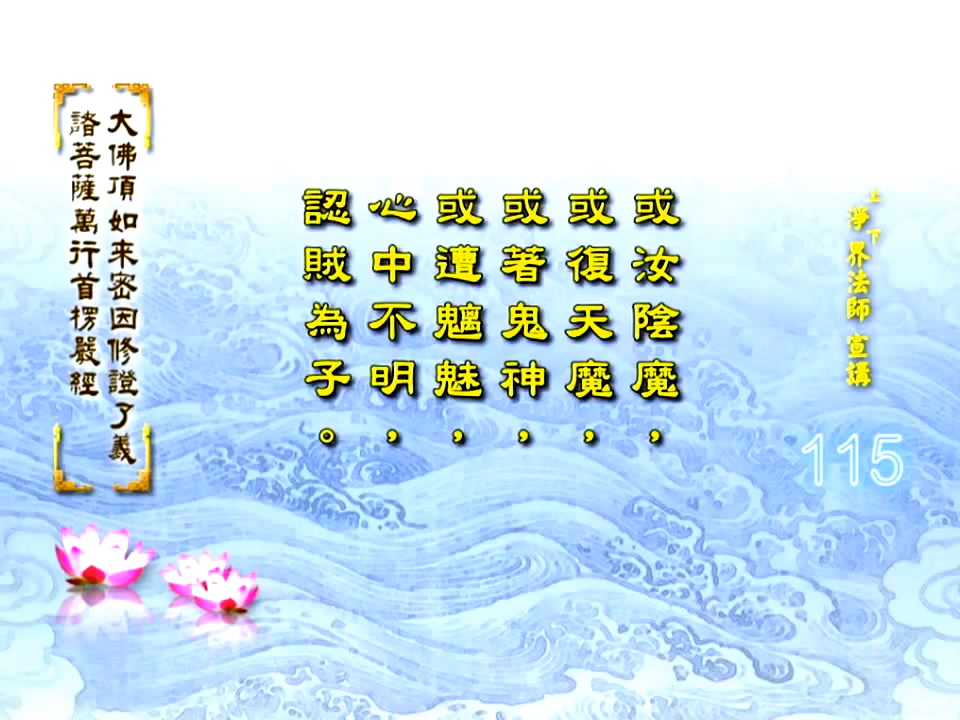 上淨下界法師 宣講
115
或汝陰魔，
或復天魔，
或著鬼神，
或遭魑魅，
心中不明，
認賊為子。
大佛頂如來密因修證了義
諸菩薩萬行首楞嚴經